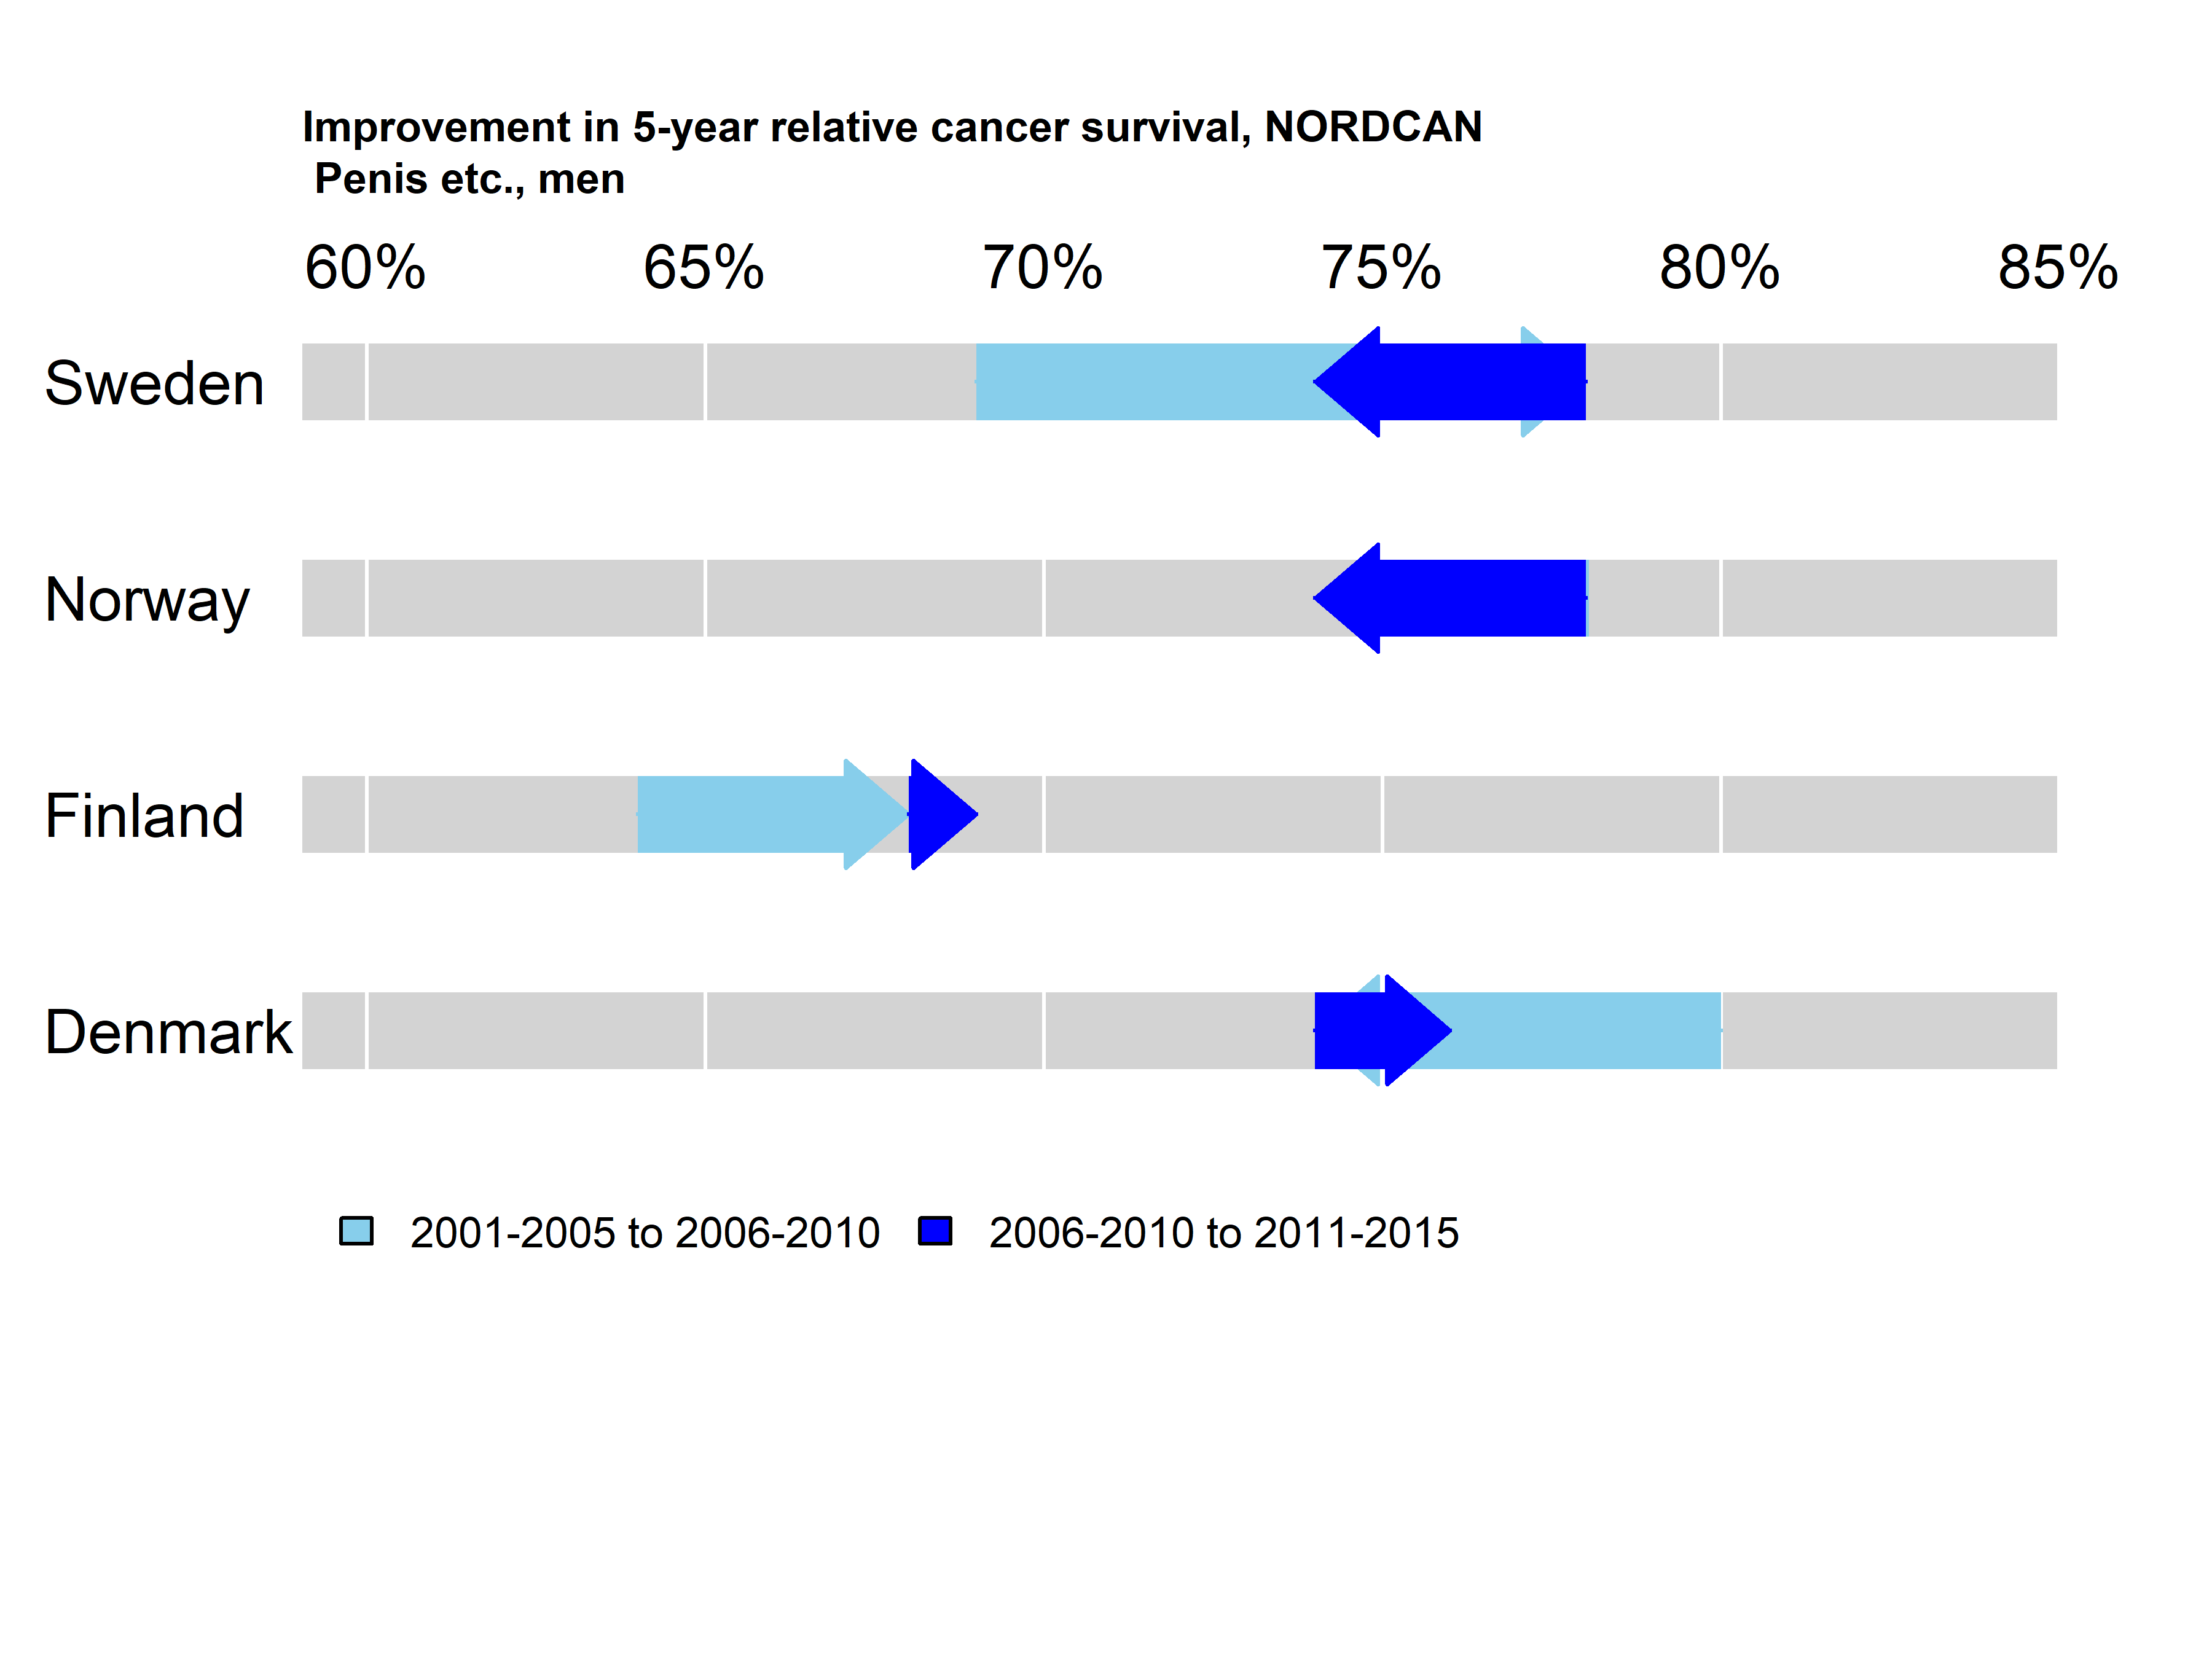 Improvement in 5-year relative cancer survival, NORDCAN
Penis etc., men
60% 65% 70% 75% 80% 85%
Sweden
Norway
Finland
Denmark
2001-2005 to 2006-2010 2006-2010 to 2011-2015